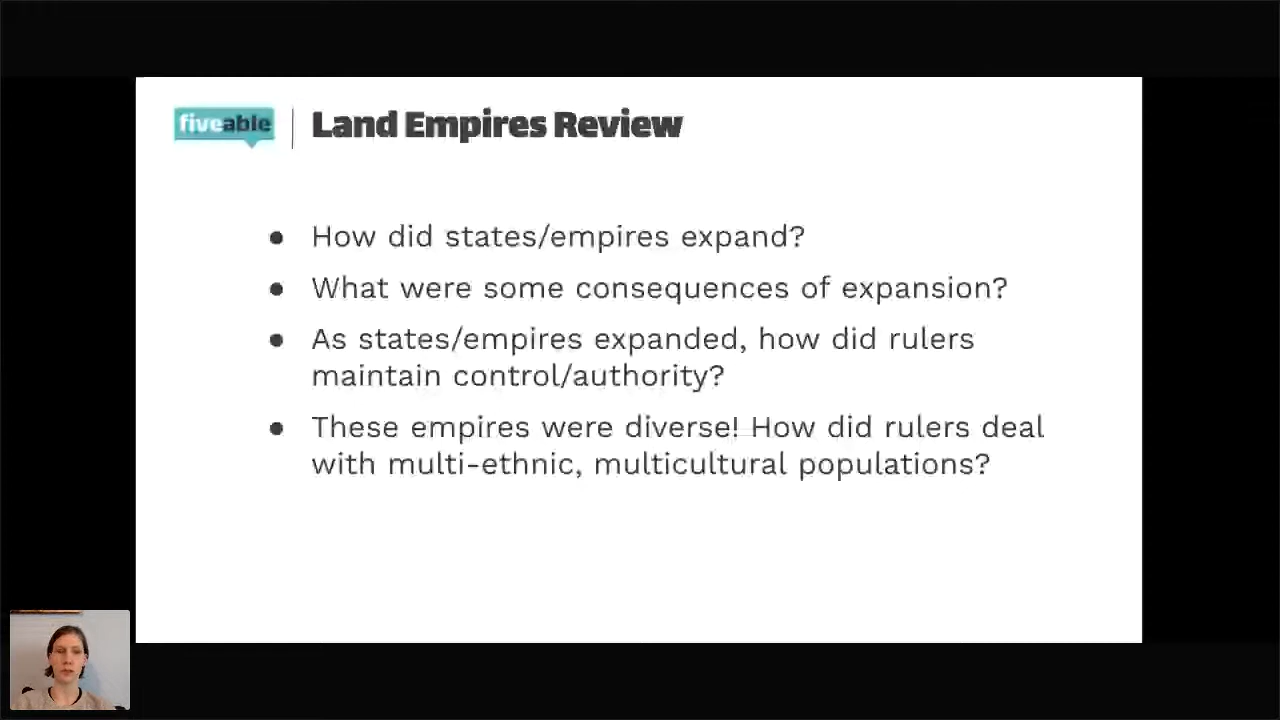 fiveable
Land Empires Review
● How did states/empires expand?
● What were some consequences of expansion?
● As states/empires expanded, how did rulers
maintain control/authority?
● These empires were diverse! How did rulers deal
with multi-ethnic, multicultural populations?